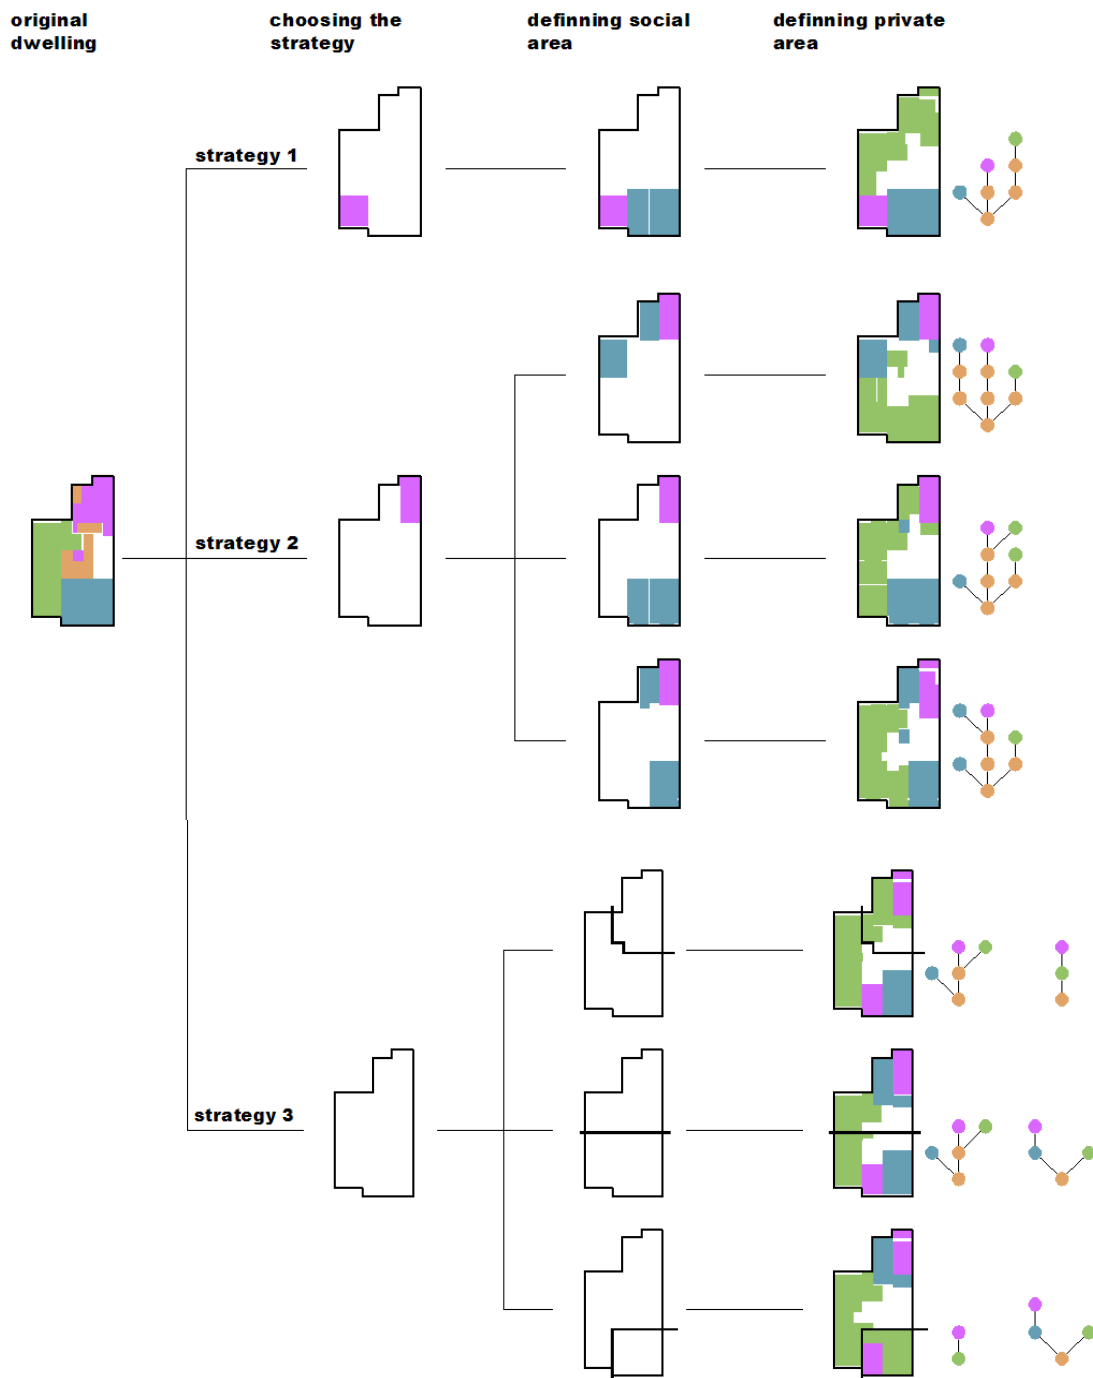 original
dwelling
choosing the
strategy
definning social
area
definning private
area
strategy 1
strategy 2
strategy 3